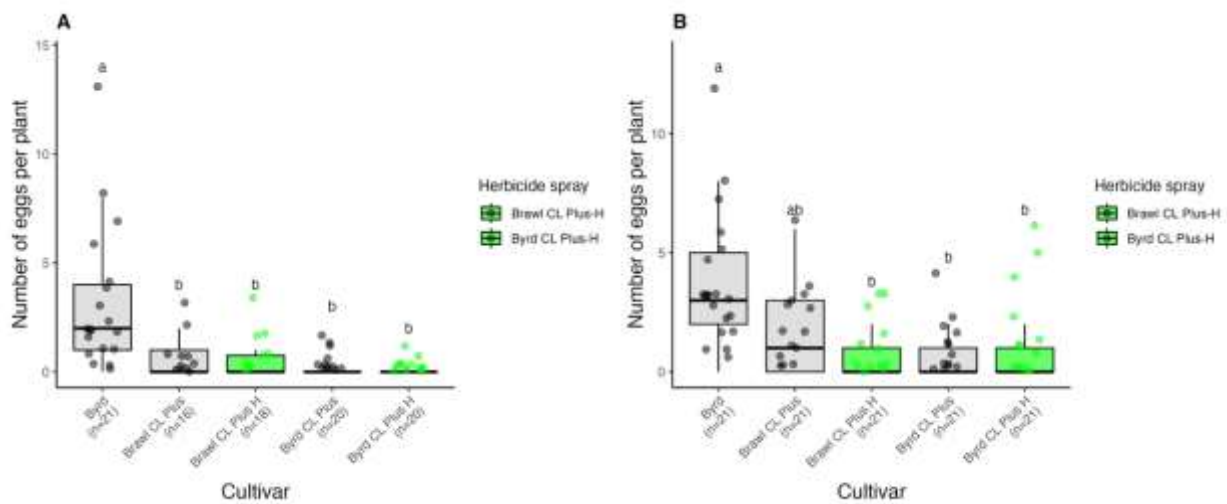 A
15
10
5
0
Number of eggs per plant
a
b
b
b
b
Byrd
(n=21)
Brawl CL Plus
(n=16)
Brawl CL Plus H
(n=18)
Byrd CL Plus
(n=20)
Byrd CL Plus H
(n=20)
Cultivar
Herbicide spray
Brawl CL Plus-H
Byrd CL Plus-H
B
10
5
0
Number of eggs per plant
a
ab
b
b
b
Byrd
(n=21)
Brawl CL Plus
(n=21)
Brawl CL Plus-H
(n=21)
Byrd CL Plus
(n=21)
Byrd CL Plus H
(n=21)
Cultivar
Herbicide spray
Brawl CL Plus-H
Byrd CL Plus-H